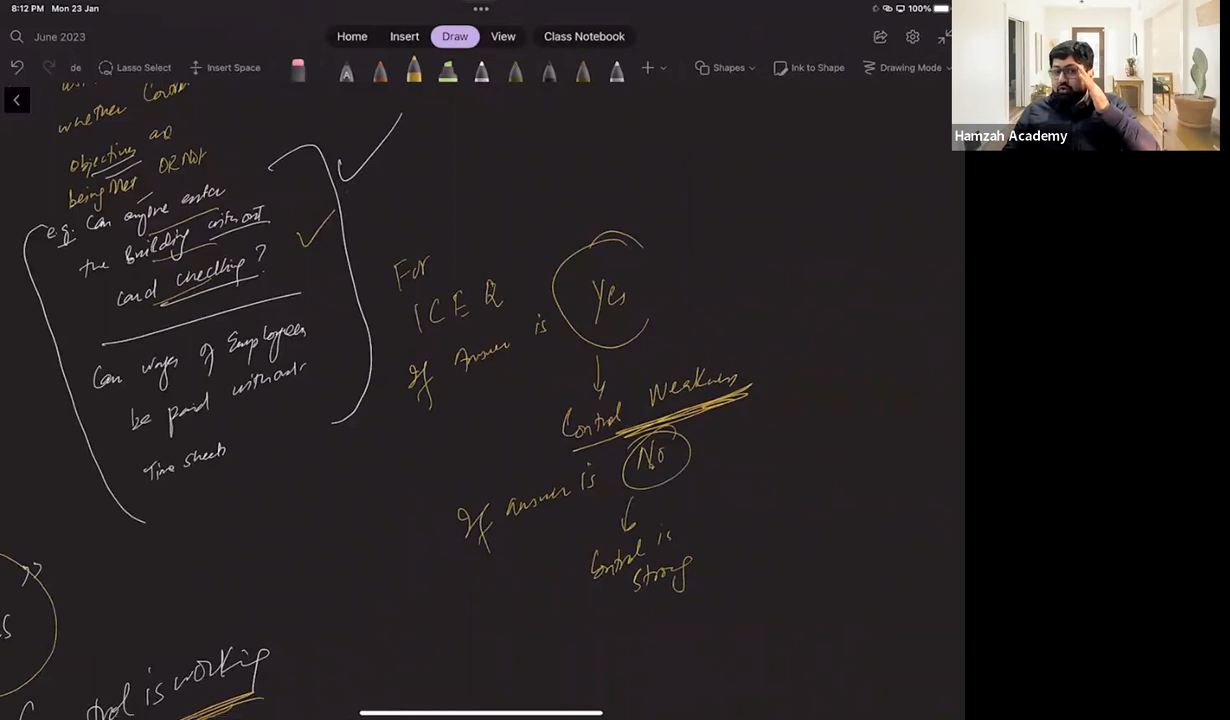 8:12 PM Mon 23 Jan
100%
June 2023
Home Insert Draw View Class Notebook
de Lasso Select Insert Space
Shapes Ink to Shape Drawing Mode
Hamzah Academy
whether
objectives
being Met OR Not
e.g: Can anyone enter
the Building without
card checking?
Can wages of Employees
be paid without
Time sheets
For
ICEQ
If Answer is Yes
Control Weakness
If answer is No
Control is
strong
is working